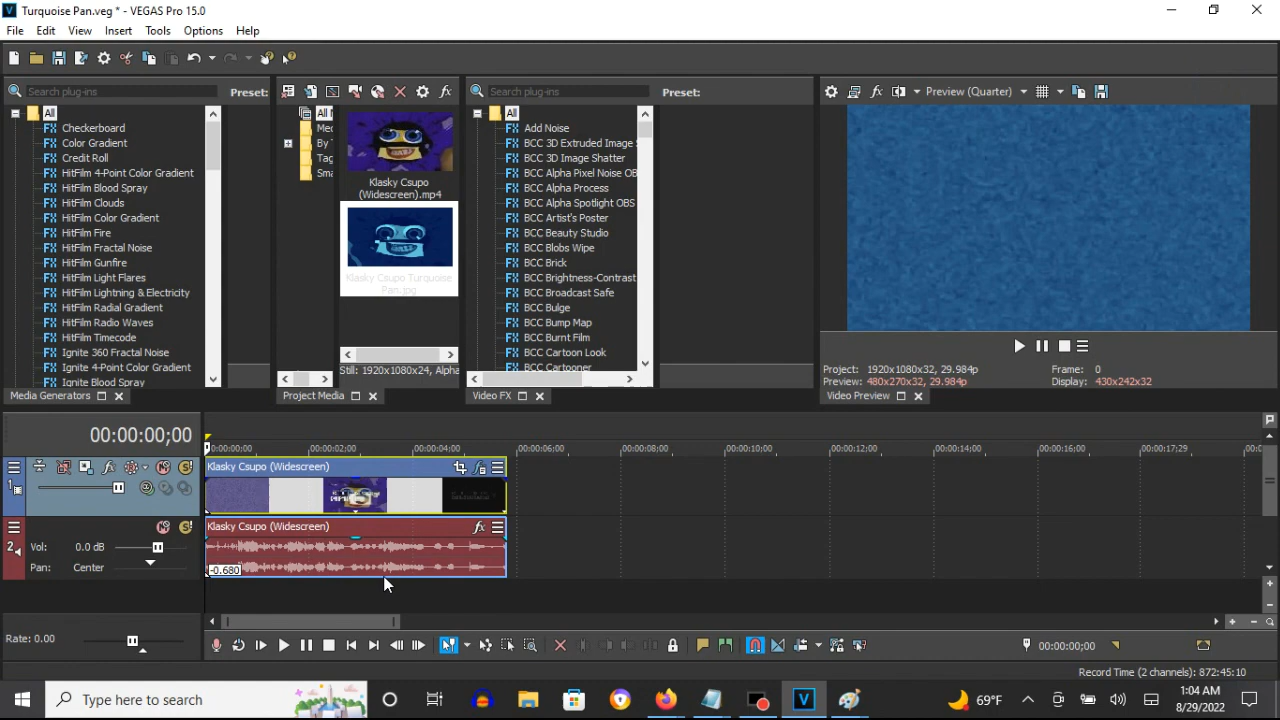 Turquoise Pan.veg * - VEGAS Pro 15.0
File Edit View Insert Tools Options Help
Search plug-ins Preset:
All
Checkerboard
Color Gradient
Credit Roll
HitFilm 4-Point Color Gradient
HitFilm Blood Spray
HitFilm Clouds
HitFilm Color Gradient
HitFilm Fire
HitFilm Fractal Noise
HitFilm Gunfire
HitFilm Light Flares
HitFilm Lightning & Electricity
HitFilm Radial Gradient
HitFilm Radio Waves
HitFilm Timecode
Ignite 360 Fractal Noise
Ignite 4-Point Color Gradient
Ignite Blood Spray
Media Generators
All
Med
By T
Tag
Sma
Klasky Csupo
(Widescreen).mp4
Klasky Csupo Turquoise
Pan.jpg
Still: 1920x1080x24, Alpha
Project Media
Search plug-ins Preset:
All
Add Noise
BCC 3D Extruded Image
BCC 3D Image Shatter
BCC Alpha Pixel Noise OB
BCC Alpha Process
BCC Alpha Spotlight OBS
BCC Artist's Poster
BCC Beauty Studio
BCC Blobs Wipe
BCC Brick
BCC Brightness-Contrast
BCC Broadcast Safe
BCC Bulge
BCC Bump Map
BCC Burnt Film
BCC Cartoon Look
BCC Cartooner
Video FX
Preview (Quarter)
Project: 1920x1080x32, 29.984p Frame: 0
Preview: 480x270x32, 29.984p Display: 430x242x32
Video Preview
00:00:00;00
0:00:00;00 00:00:02;00 00:00:04;00 00:00:06;00 00:00:08;00 00:00:10;00 00:00:12;00 00:00:14;00 00:00:16;00 00:00:17;29
1 Klasky Csupo (Widescreen)
Klasky Csupo (Widescreen)
2 Vol: 0.0 dB
Pan: Center
-0.680
Rate: 0.00
00:00:00;00
Record Time (2 channels): 872:45:10
Type here to search
69°F
1:04 AM
8/29/2022